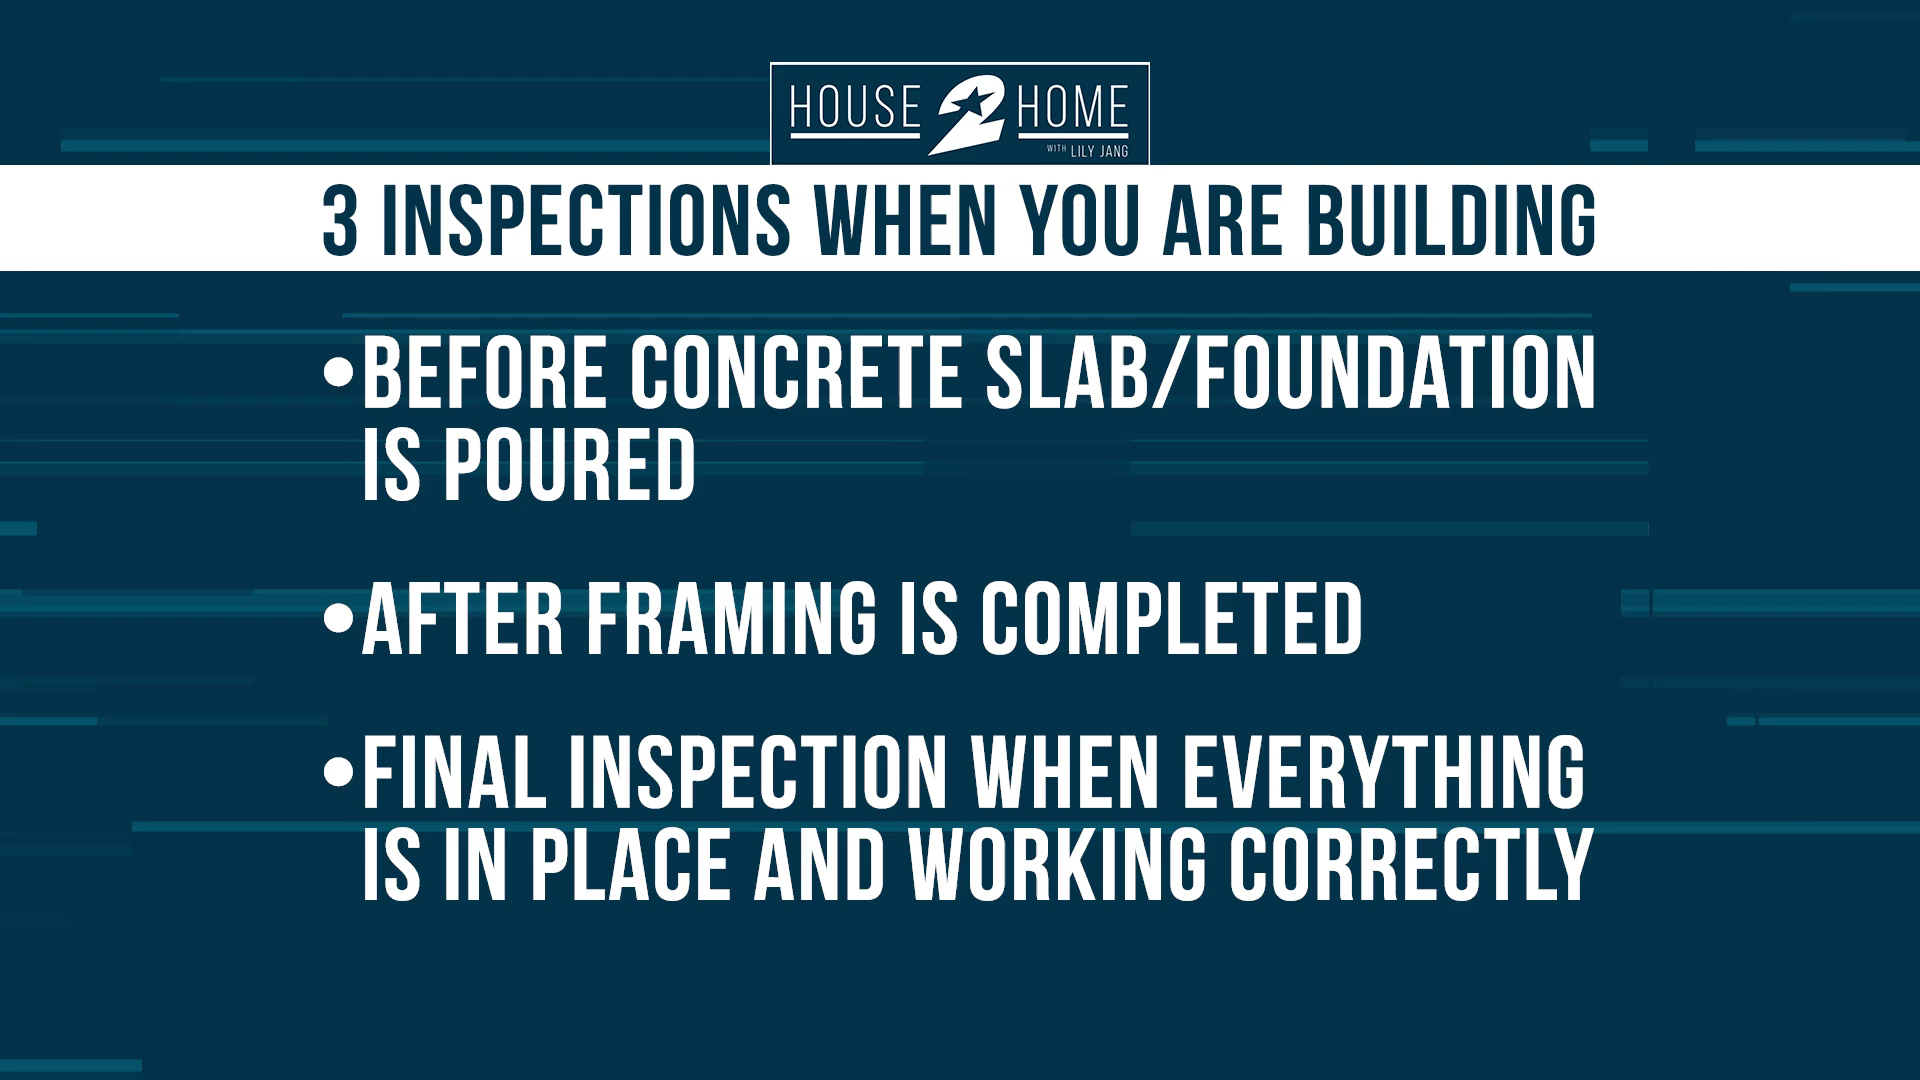 HOUSE 2 HOME
WITH LILY JANG
3 INSPECTIONS WHEN YOU ARE BUILDING
•BEFORE CONCRETE SLAB/FOUNDATION
IS POURED
•AFTER FRAMING IS COMPLETED
•FINAL INSPECTION WHEN EVERYTHING
IS IN PLACE AND WORKING CORRECTLY